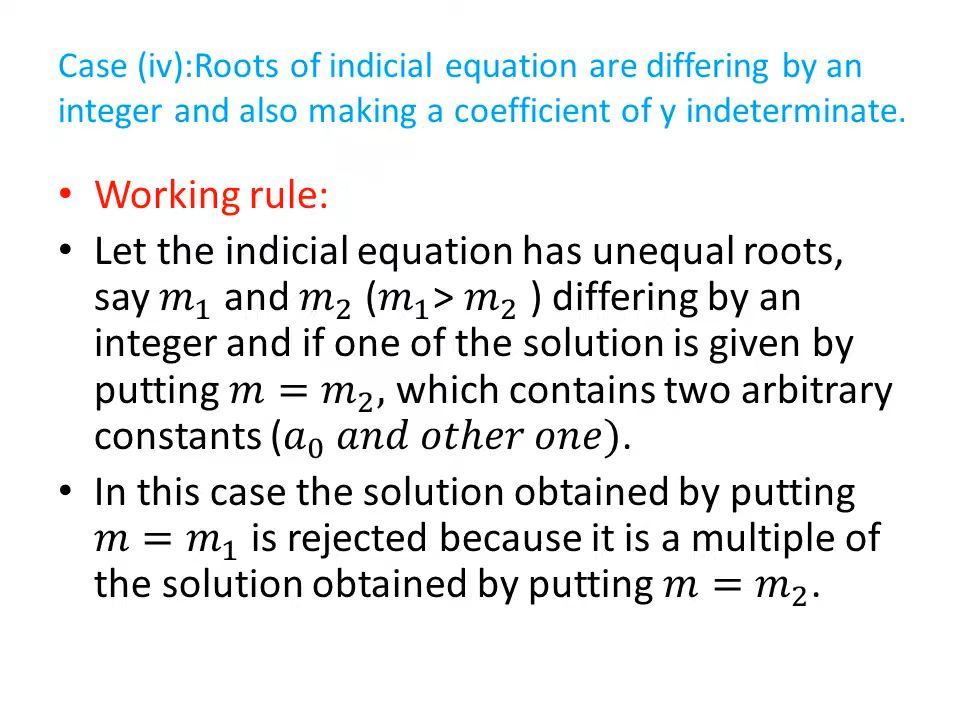 Case (iv):Roots of indicial equation are differing by an
integer and also making a coefficient of y indeterminate.
• Working rule:
• Let the indicial equation has unequal roots,
say 𝑚₁ and 𝑚₂ (𝑚₁> 𝑚₂ ) differing by an
integer and if one of the solution is given by
putting 𝑚 = 𝑚₂, which contains two arbitrary
constants (𝑎₀ 𝑎𝑛𝑑 𝑜𝑡ℎ𝑒𝑟 𝑜𝑛𝑒).
• In this case the solution obtained by putting
𝑚 = 𝑚₁ is rejected because it is a multiple of
the solution obtained by putting 𝑚 = 𝑚₂.